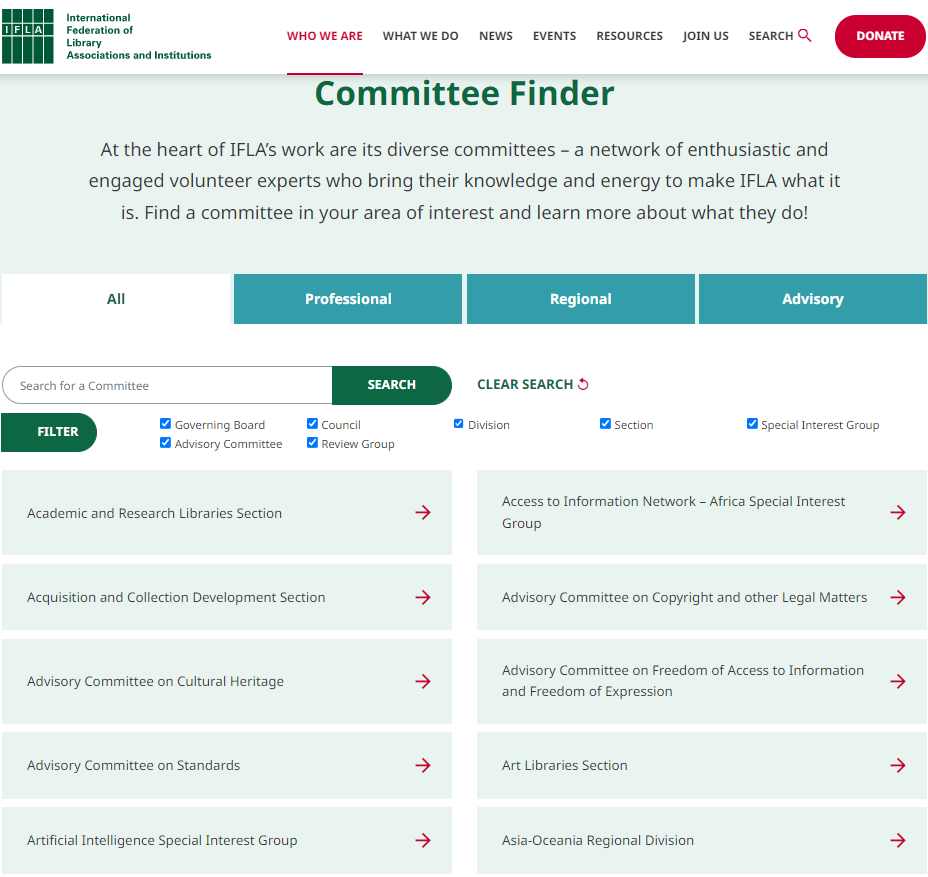 International
Federation of
Library
Associations and Institutions
IFLA
WHO WE ARE
WHAT WE DO
NEWS
EVENTS
RESOURCES
JOIN US
SEARCH
DONATE
Committee Finder
At the heart of IFLA’s work are its diverse committees – a network of enthusiastic and
engaged volunteer experts who bring their knowledge and energy to make IFLA what it
is. Find a committee in your area of interest and learn more about what they do!
All
Professional
Regional
Advisory
Search for a Committee
SEARCH
CLEAR SEARCH
FILTER
Governing Board
Council
Division
Section
Special Interest Group
Advisory Committee
Review Group
Academic and Research Libraries Section
Access to Information Network – Africa Special Interest
Group
Acquisition and Collection Development Section
Advisory Committee on Copyright and other Legal Matters
Advisory Committee on Cultural Heritage
Advisory Committee on Freedom of Access to Information
and Freedom of Expression
Advisory Committee on Standards
Art Libraries Section
Artificial Intelligence Special Interest Group
Asia-Oceania Regional Division